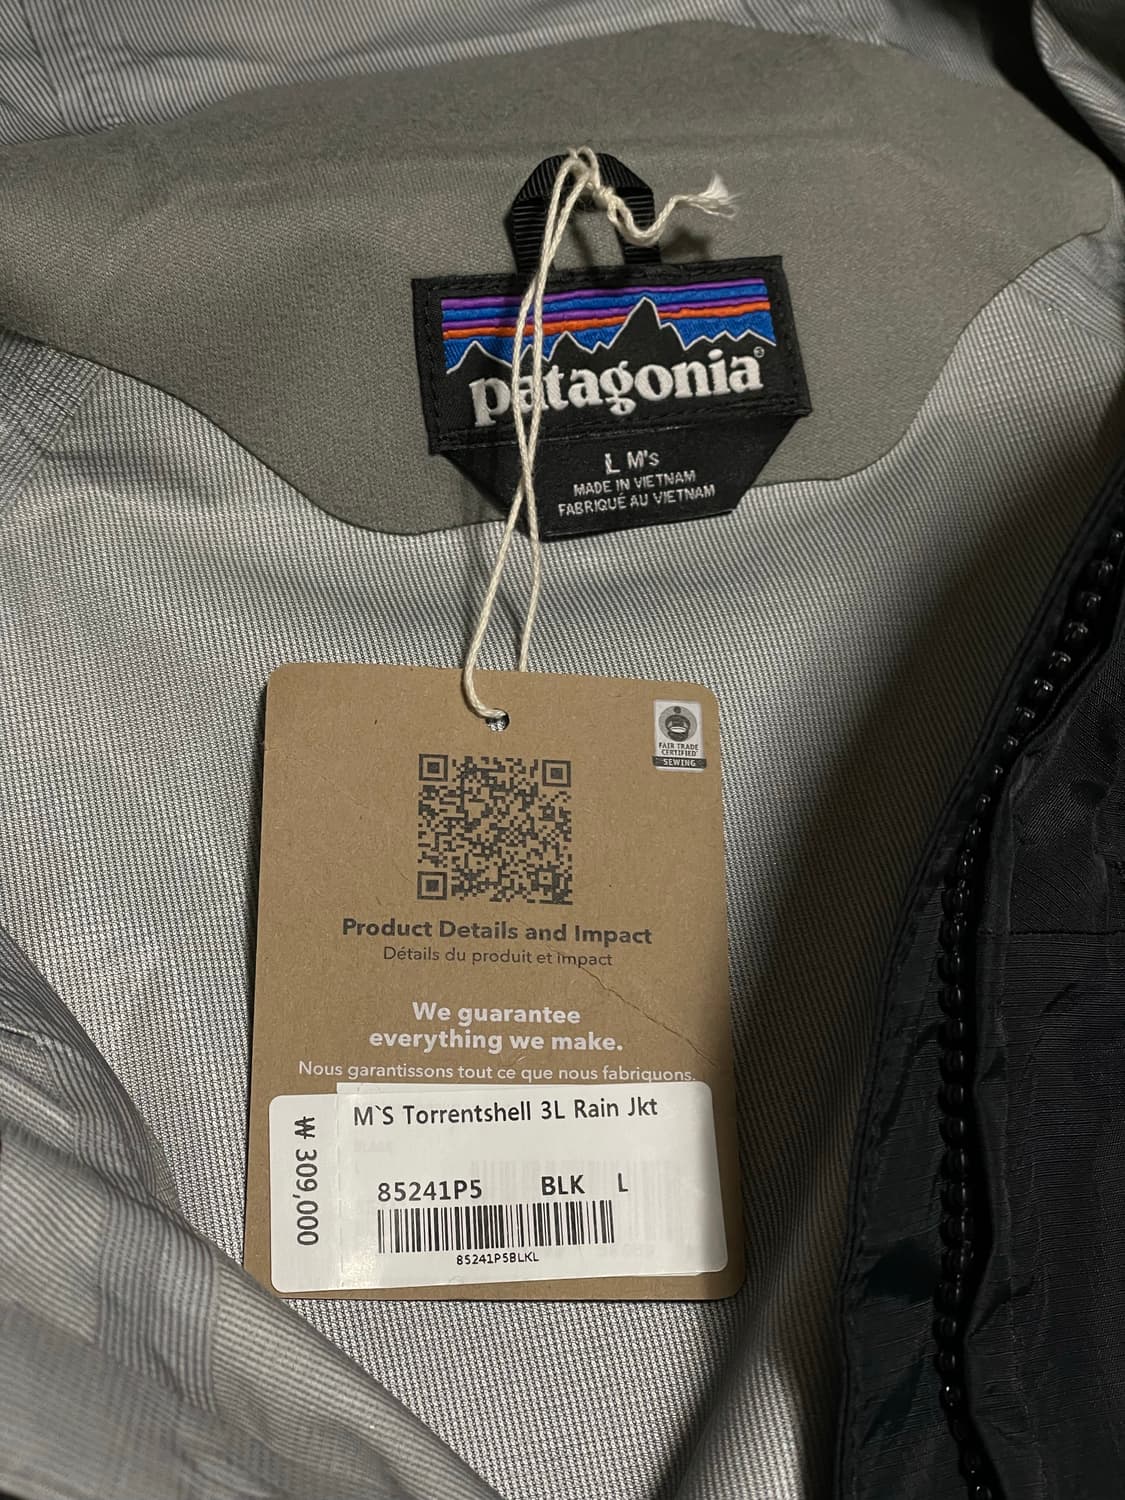 patagonia®
L M's
MADE IN VIETNAM
FABRIQUÉ AU VIETNAM
FAIR TRADE
CERTIFIED
SEWING
Product Details and Impact
Détails du produit et impact
We guarantee
everything we make.
Nous garantissons tout ce que nous fabriquons.
₩ 309,000
M`S Torrentshell 3L Rain Jkt
85241P5 BLK L
85241P5BLKL